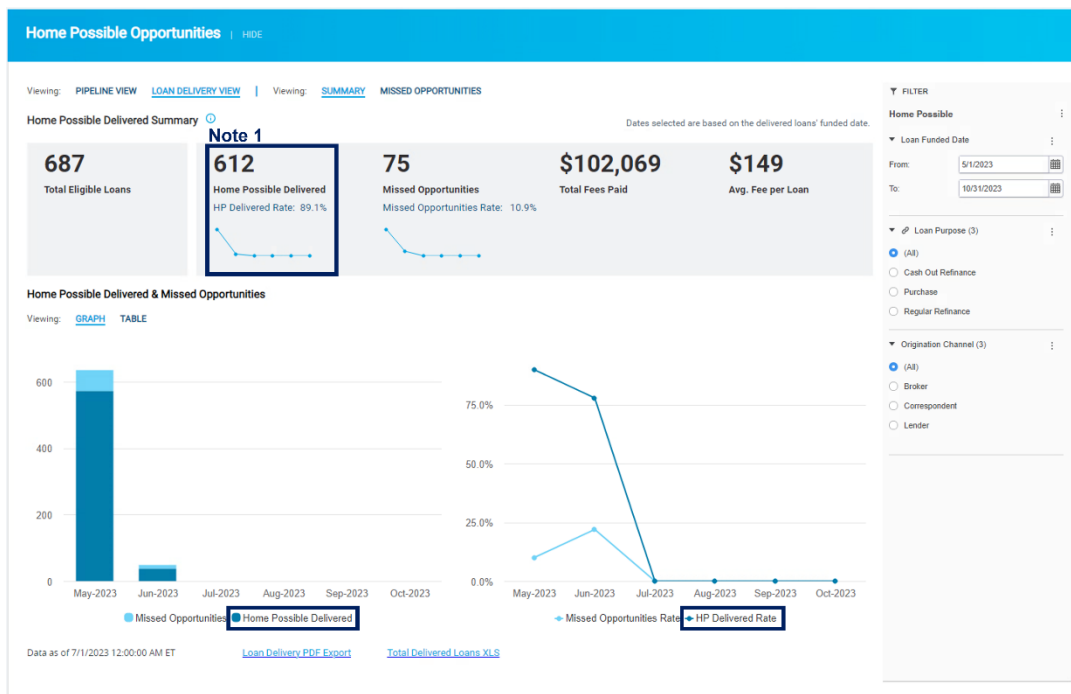 Home Possible Opportunities | HIDE
Viewing: PIPELINE VIEW LOAN DELIVERY VIEW | Viewing: SUMMARY MISSED OPPORTUNITIES
Home Possible Delivered Summary
Dates selected are based on the delivered loans' funded date.
Note 1
687
Total Eligible Loans
612
Home Possible Delivered
HP Delivered Rate: 89.1%
75
Missed Opportunities
Missed Opportunities Rate: 10.9%
$102,069
Total Fees Paid
$149
Avg. Fee per Loan
Home Possible Delivered & Missed Opportunities
Viewing: GRAPH TABLE
600
400
200
0
May-2023 Jun-2023 Jul-2023 Aug-2023 Sep-2023 Oct-2023
Missed Opportunities Home Possible Delivered
75.0%
50.0%
25.0%
0.0%
May-2023 Jun-2023 Jul-2023 Aug-2023 Sep-2023 Oct-2023
Missed Opportunities Rate HP Delivered Rate
Data as of 7/1/2023 12:00:00 AM ET Loan Delivery PDF Export Total Delivered Loans XLS
FILTER
Home Possible
Loan Funded Date
From: 5/1/2023
To: 10/31/2023
Loan Purpose (3)
(All)
Cash Out Refinance
Purchase
Regular Refinance
Origination Channel (3)
(All)
Broker
Correspondent
Lender